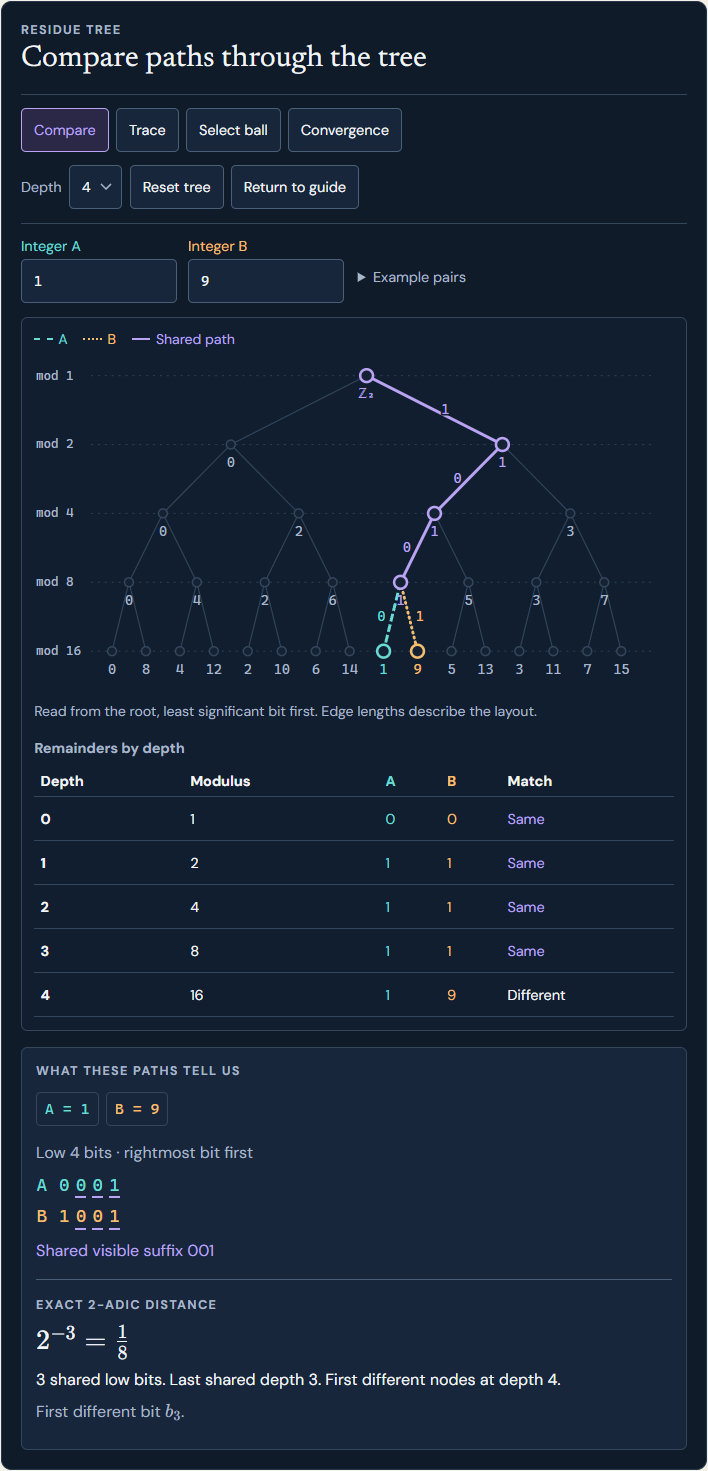 RESIDUE TREE
Compare paths through the tree
Compare Trace Select ball Convergence
Depth 4 Reset tree Return to guide
Integer A Integer B
1 9 Example pairs
A B Shared path
mod 1
ℤ₂
1
mod 2
0 1
0
mod 4
0 2 1 3
0
mod 8
0 4 2 6 1 5 3 7
0 1
mod 16
0 8 4 12 2 10 6 14 1 9 5 13 3 11 7 15
Read from the root, least significant bit first. Edge lengths describe the layout.
Remainders by depth
Depth Modulus A B Match
0 1 0 0 Same
1 2 1 1 Same
2 4 1 1 Same
3 8 1 1 Same
4 16 1 9 Different
WHAT THESE PATHS TELL US
A = 1 B = 9
Low 4 bits · rightmost bit first
A 0 0 0 1
B 1 0 0 1
Shared visible suffix 001
EXACT 2-ADIC DISTANCE
2⁻³ = 1/8
3 shared low bits. Last shared depth 3. First different nodes at depth 4.
First different bit b₃.